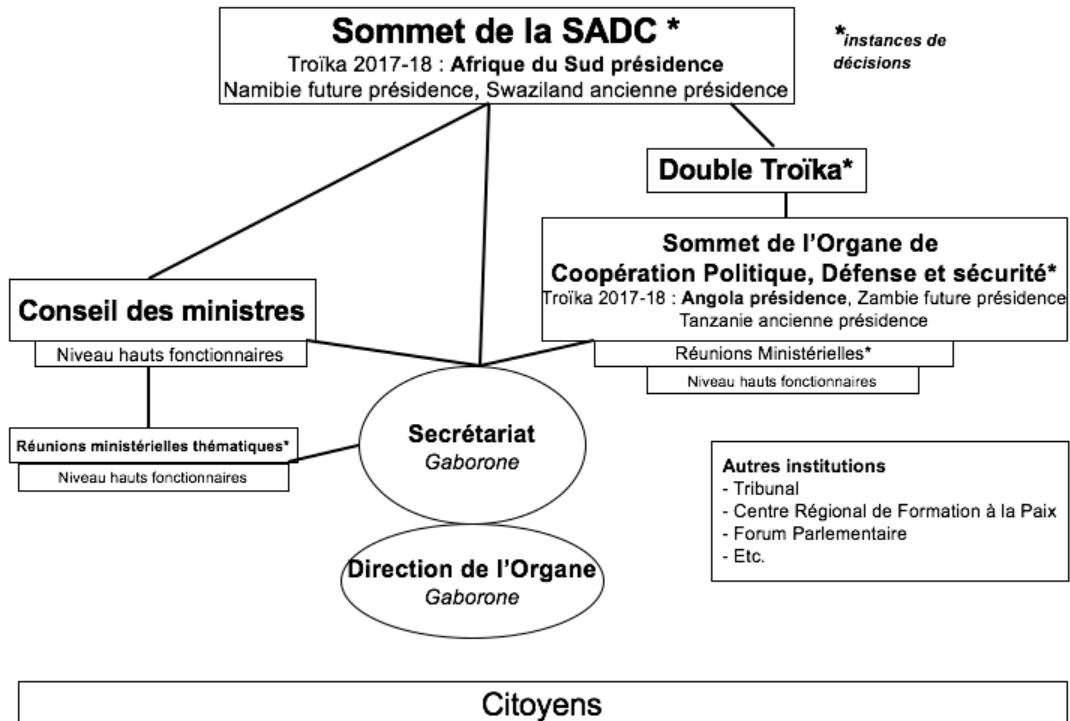 Sommet de la SADC *
Troïka 2017-18 : Afrique du Sud présidence
Namibie future présidence, Swaziland ancienne présidence
*instances de
décisions
Double Troïka*
Sommet de l'Organe de
Coopération Politique, Défense et sécurité*
Troïka 2017-18 : Angola présidence, Zambie future présidence
Tanzanie ancienne présidence
Réunions Ministérielles*
Niveau hauts fonctionnaires
Conseil des ministres
Niveau hauts fonctionnaires
Réunions ministérielles thématiques*
Niveau hauts fonctionnaires
Secrétariat
Gaborone
Direction de l'Organe
Gaborone
Autres institutions
- Tribunal
- Centre Régional de Formation à la Paix
- Forum Parlementaire
- Etc.
Citoyens